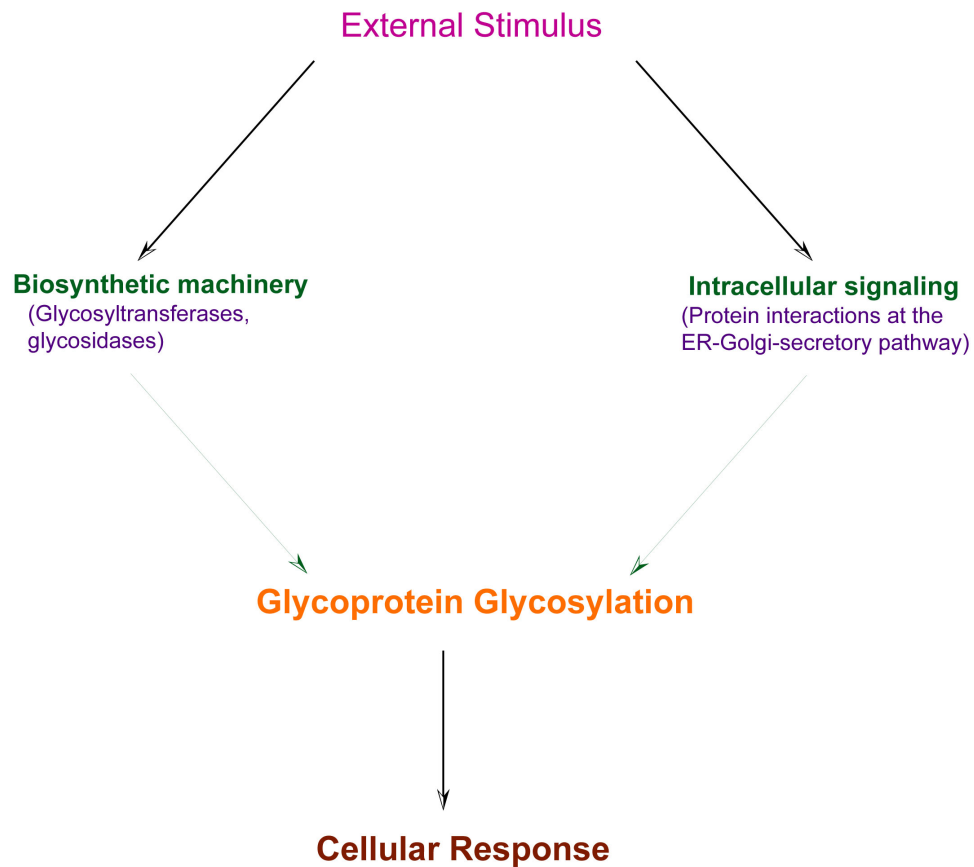 External Stimulus
Biosynthetic machinery
(Glycosyltransferases,
glycosidases)
Intracellular signaling
(Protein interactions at the
ER-Golgi-secretory pathway)
Glycoprotein Glycosylation
Cellular Response